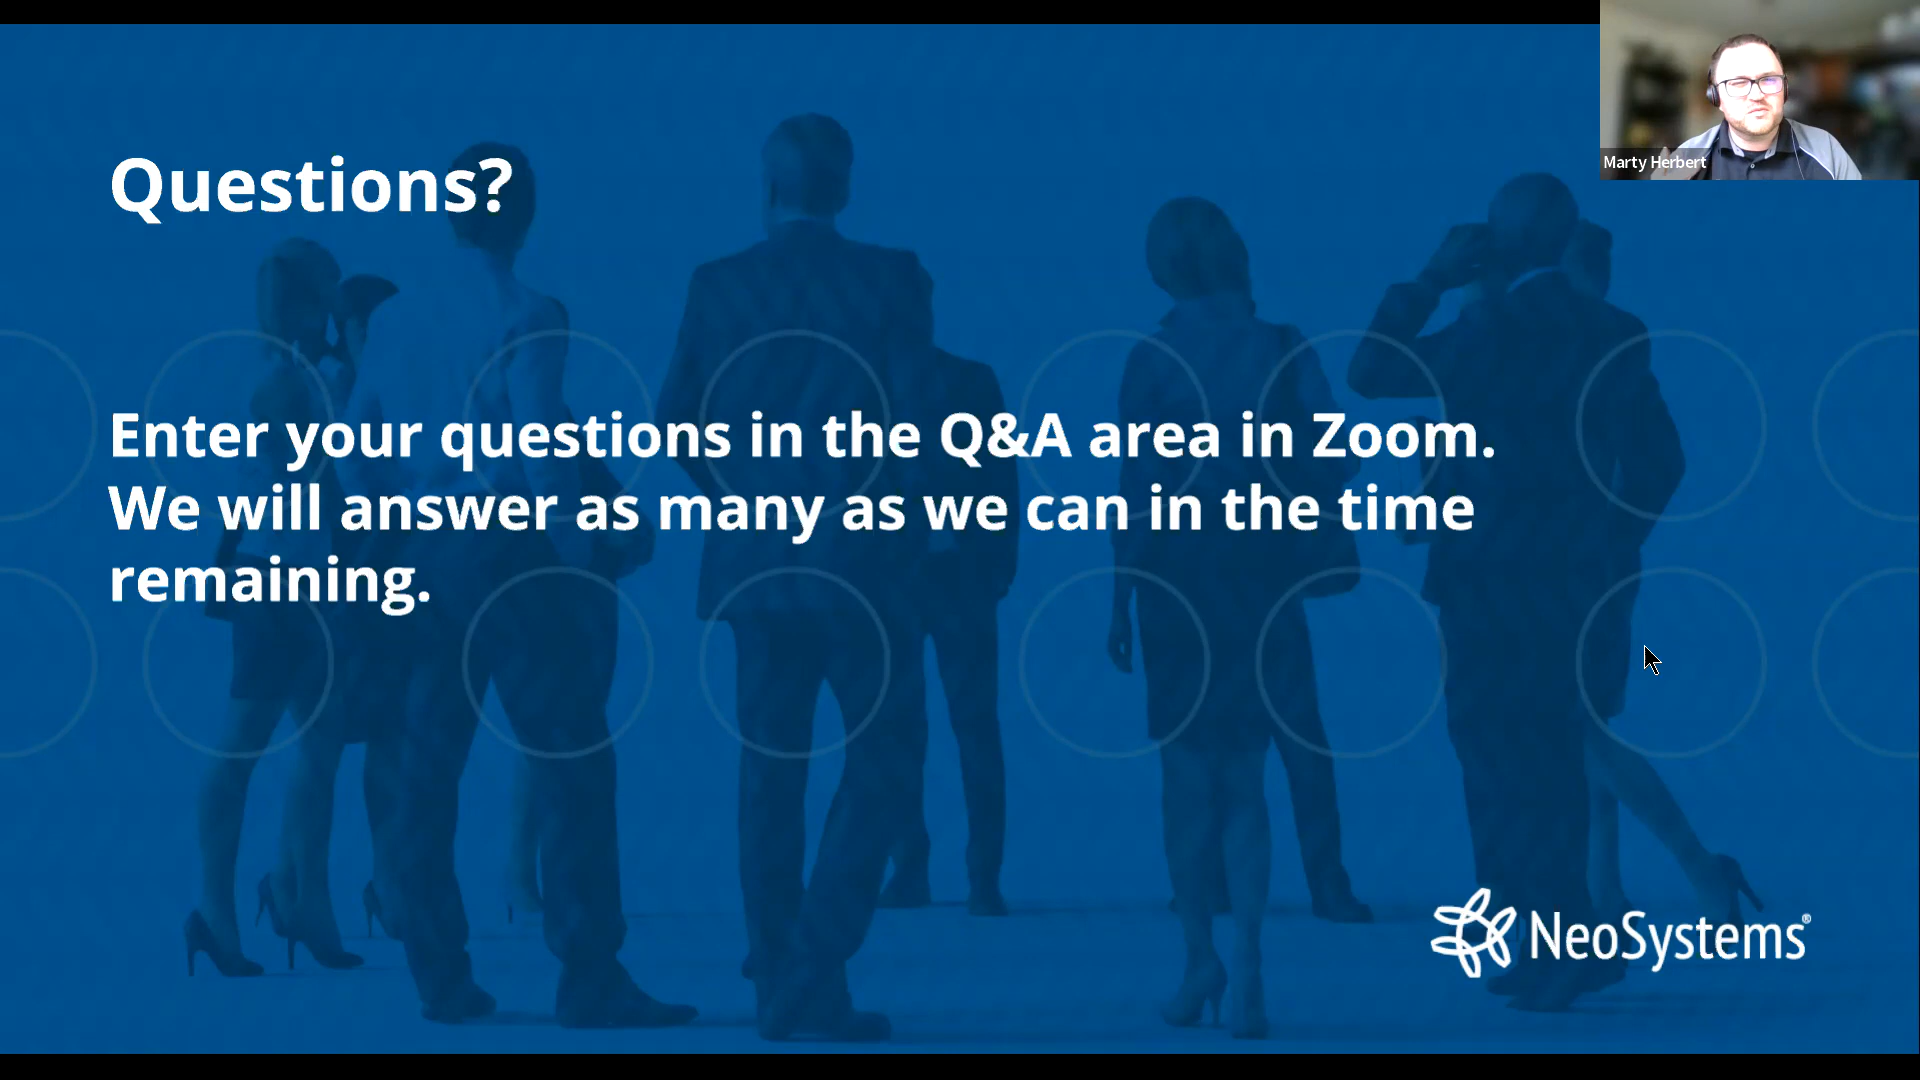 Marty Herbert
Questions?
Enter your questions in the Q&A area in Zoom.
We will answer as many as we can in the time
remaining.
NeoSystems®